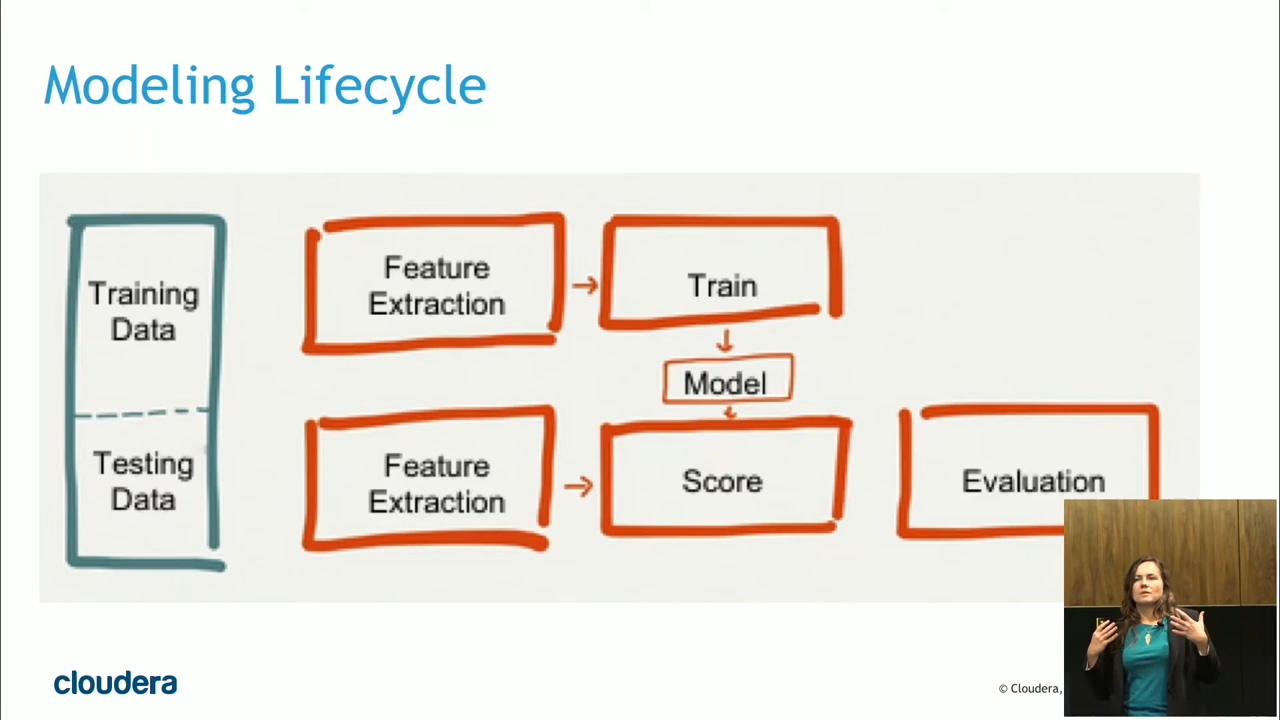 Modeling Lifecycle
Training
Data
Feature
Extraction
Train
Model
Testing
Data
Feature
Extraction
Score
Evaluation
cloudera
© Cloudera,